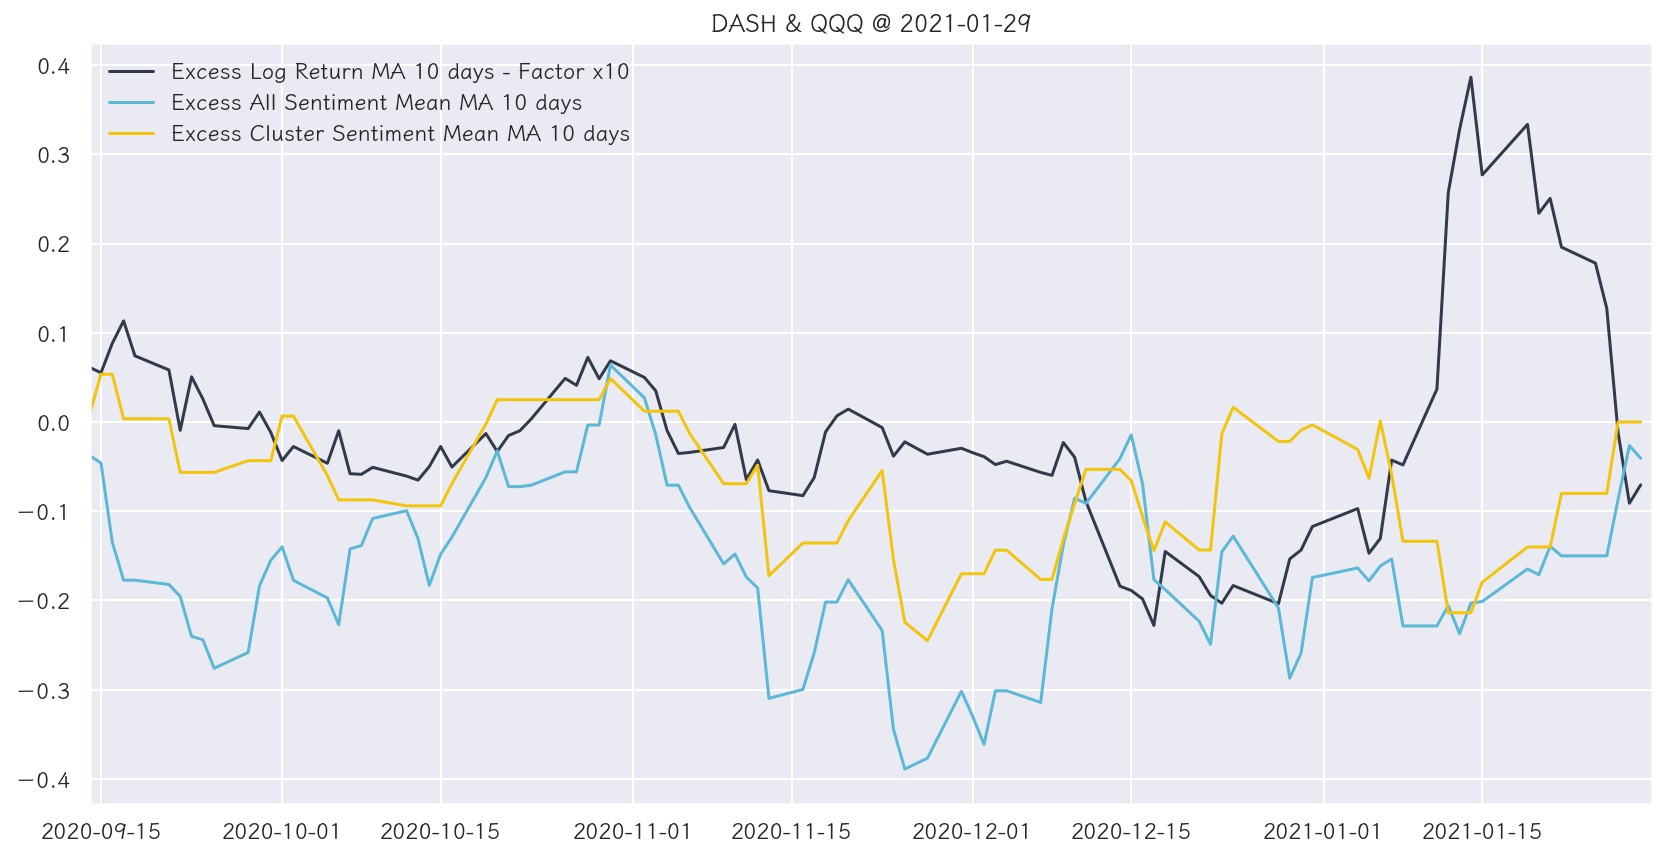 DASH & QQQ @ 2021-01-29
Excess Log Return MA 10 days - Factor x10
Excess All Sentiment Mean MA 10 days
Excess Cluster Sentiment Mean MA 10 days
0.4
0.3
0.2
0.1
0.0
−0.1
−0.2
−0.3
−0.4
2020-09-15 2020-10-01 2020-10-15 2020-11-01 2020-11-15 2020-12-01 2020-12-15 2021-01-01 2021-01-15